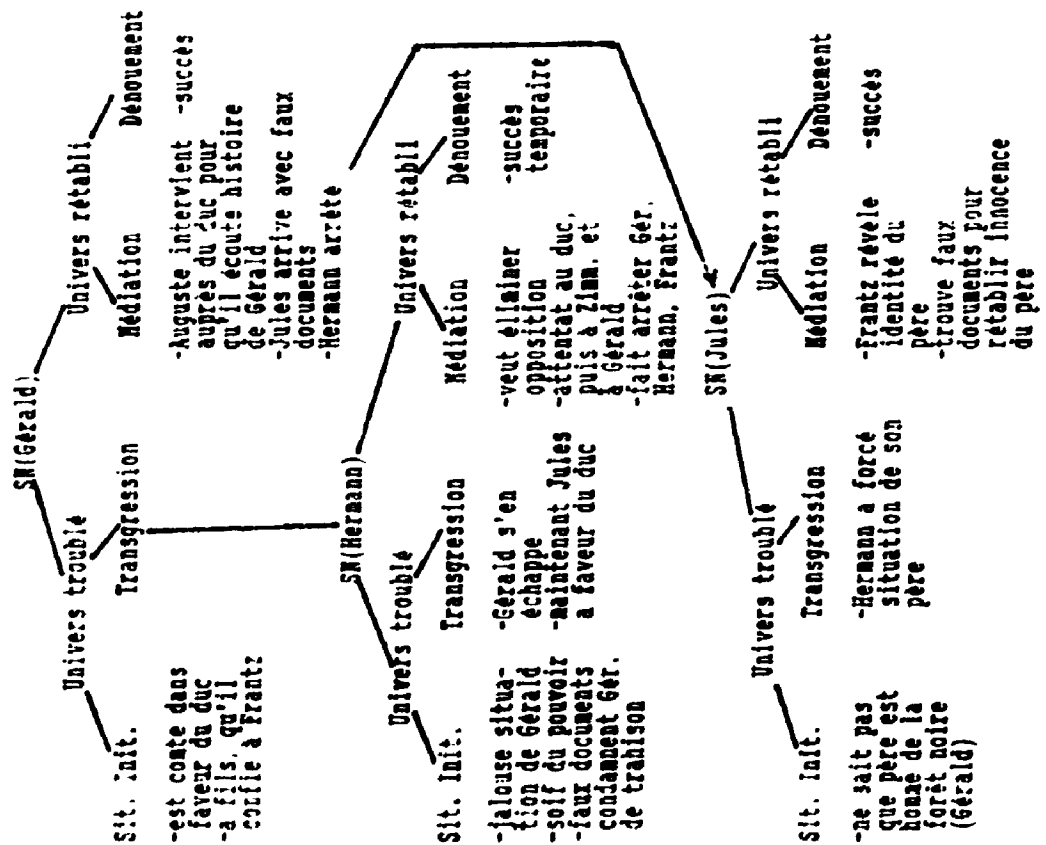 SN(Gérald)
Univers troublé
Univers rétabli
Sit. Init.
Transgression
Médiation
Dénouement
-est comte dans
faveur du duc
-a fils, qu'il
confie à Frantz
-Auguste intervient
auprès du duc pour
qu'il écoute histoire
de Gérald
-Jules arrive avec faux
documents
-Hermann arrêté
-succès
SN(Hermann)
Univers troublé
Univers rétabli
Sit. Init.
Transgression
Médiation
Dénouement
-jalouse situa-
tion de Gérald
-soif du pouvoir
-faux documents
condamnent Gér.
de trahison
-Gérald s'en
échappe
-maintenant Jules
a faveur du duc
-veut éliminer
opposition
-attentat au duc,
puis à Zimm. et
à Gérald
-fait arrêter Gér.
Hermann, Frantz
-succès
temporaire
SN(Jules)
Univers troublé
Univers rétabli
Sit. Init.
Transgression
Médiation
Dénouement
-ne sait pas
que père est
homme de la
forêt noire
(Gérald)
-Hermann a forcé
situation de son
père
-Frantz révèle
identité du
père
-trouve faux
documents pour
rétablir innocence
du père
-succès